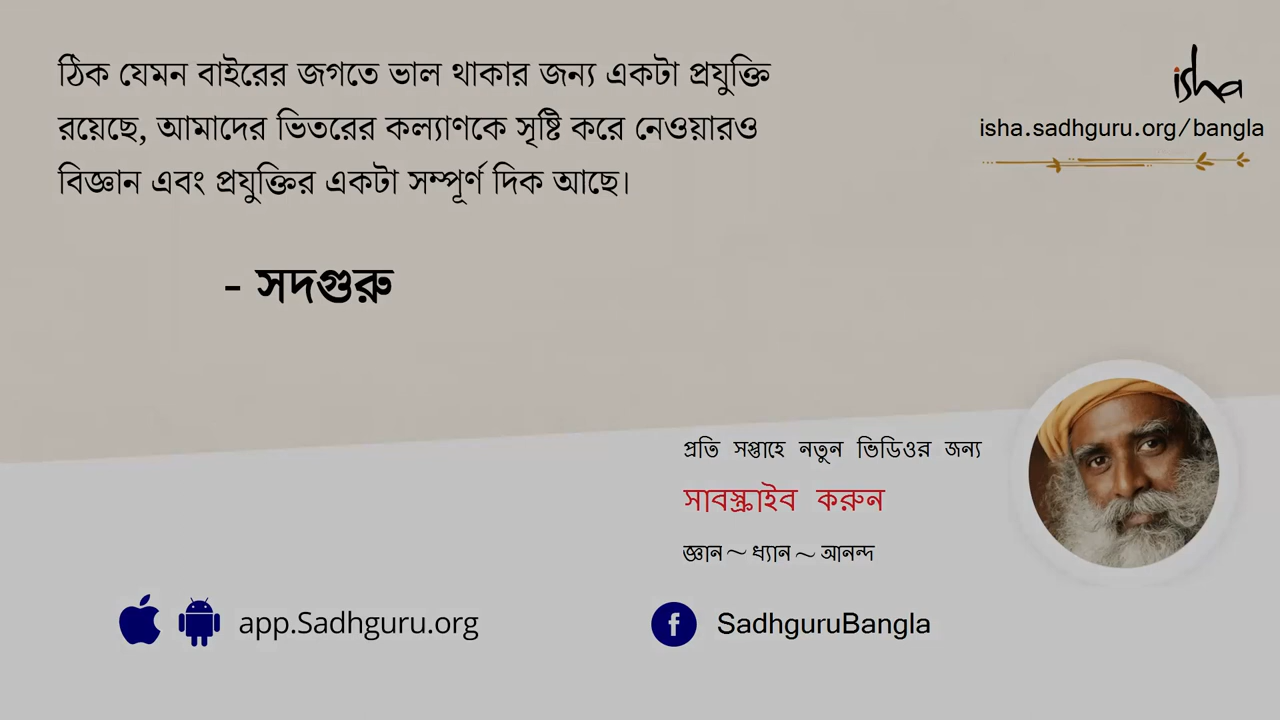 ঠিক যেমন বাইরের জগতে ভাল থাকার জন্য একটা প্রযুক্তি
রয়েছে, আমাদের ভিতরের কল্যাণকে সৃষ্টি করে নেওয়ারও
বিজ্ঞান এবং প্রযুক্তির একটা সম্পূর্ণ দিক আছে।
- সদগুরু
isha
isha.sadhguru.org/bangla
প্রতি সপ্তাহে নতুন ভিডিওর জন্য
সাবস্ক্রাইব করুন
জ্ঞান ~ ধ্যান ~ আনন্দ
app.Sadhguru.org
f SadhguruBangla